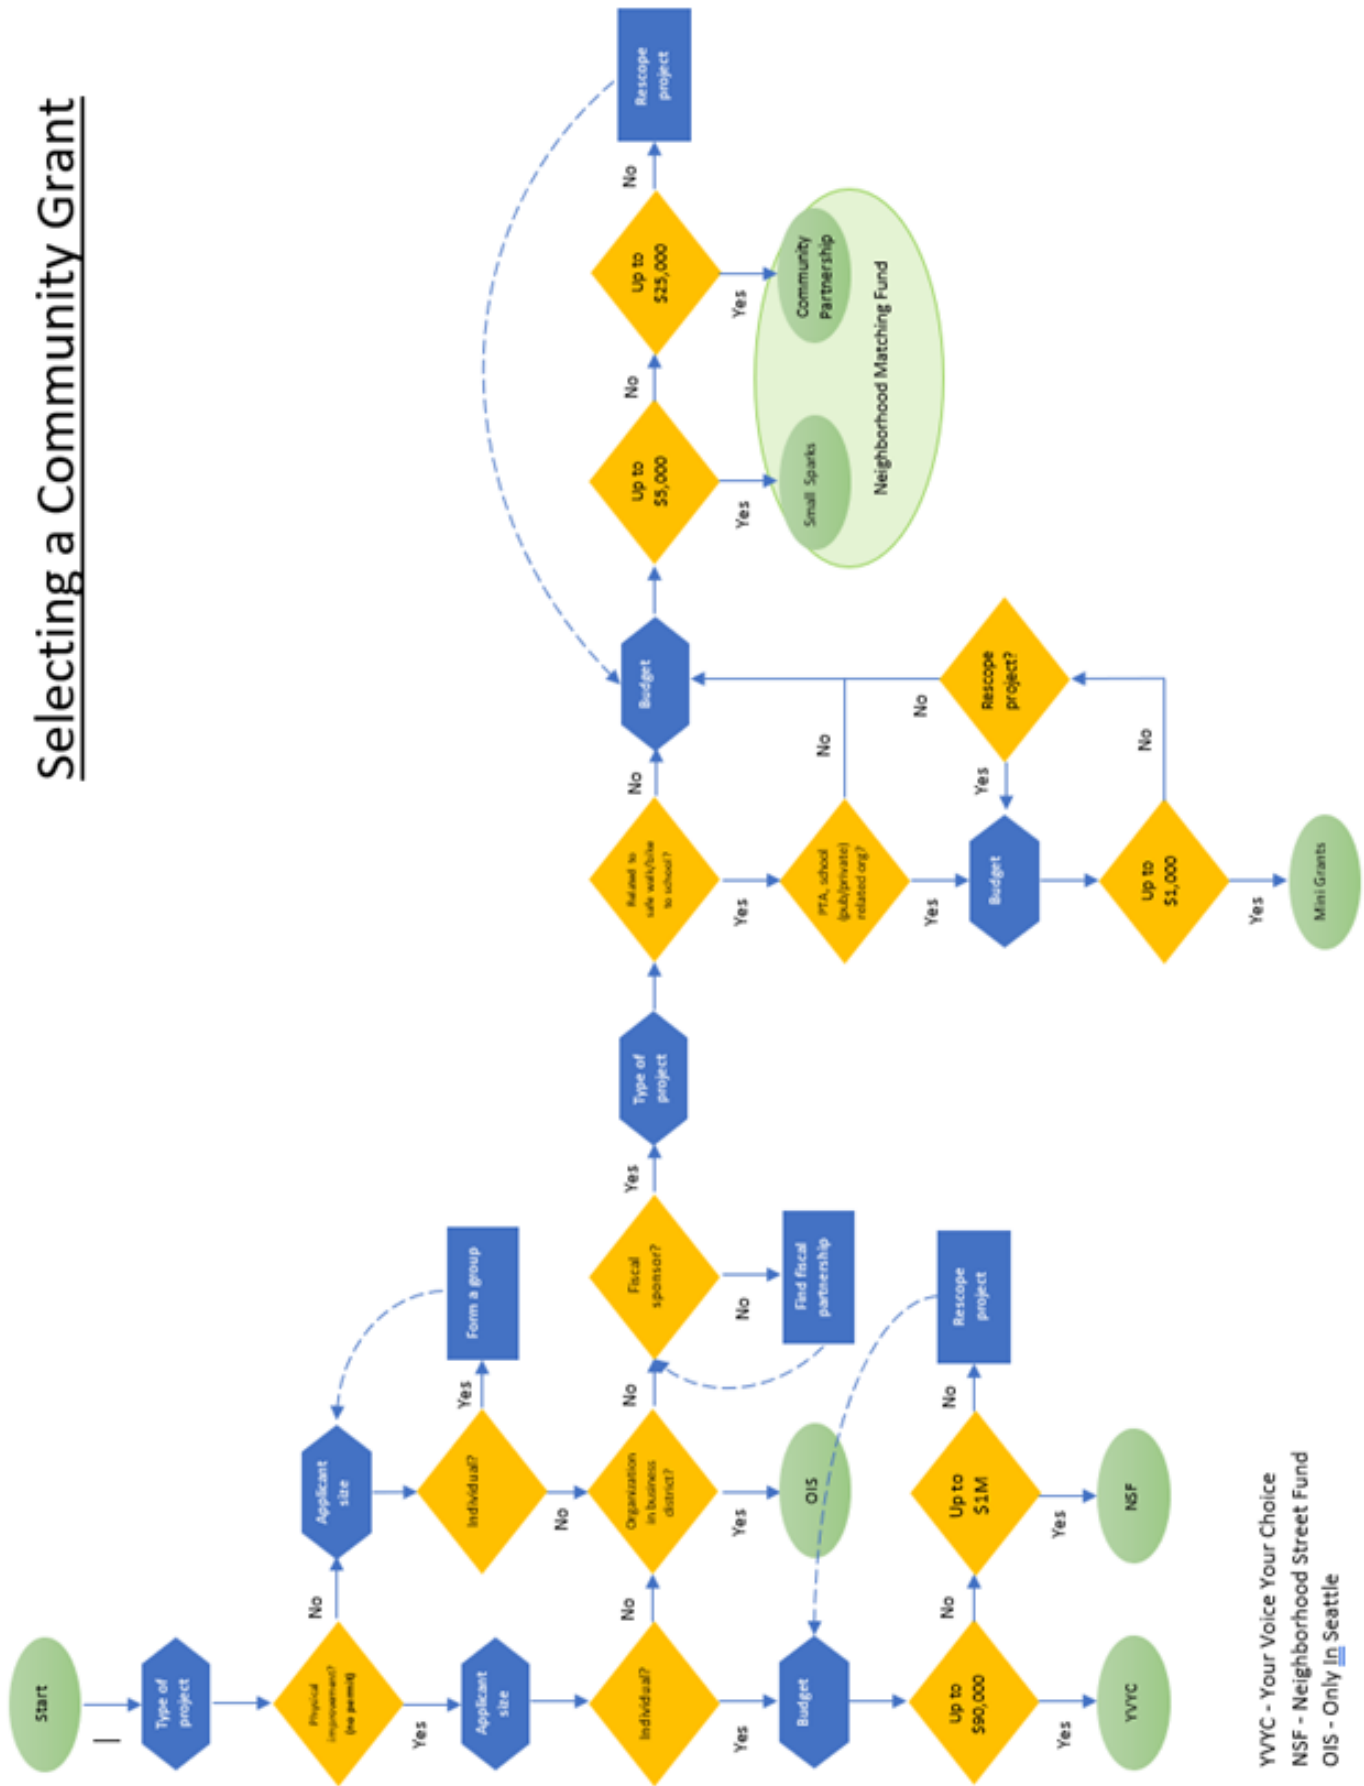 Selecting a Community Grant
Start
Type of
project
Physical
improvement?
(no permit)
No
Yes
Applicant
size
Applicant
size
Individual?
Yes
Form a group
No
Individual?
No
Yes
Organization
in business
district?
No
Yes
OIS
Fiscal
sponsor?
Yes
No
Find fiscal
partnership
Budget
Up to
$90,000
No
Yes
YVYC
Up to
$1M
No
Yes
NSF
Rescope
project
Type of
project
Related to
safe walk/bike
to school?
No
Yes
PTA, school
(pub/private)
related org?
No
Yes
Budget
Up to
$1,000
No
Yes
Mini Grants
Rescope
project?
Yes
No
Budget
Up to
$5,000
No
Yes
Small Sparks
Up to
$25,000
No
Yes
Community
Partnership
Neighborhood Matching Fund
Rescope
project
YVYC - Your Voice Your Choice
NSF - Neighborhood Street Fund
OIS - Only In Seattle